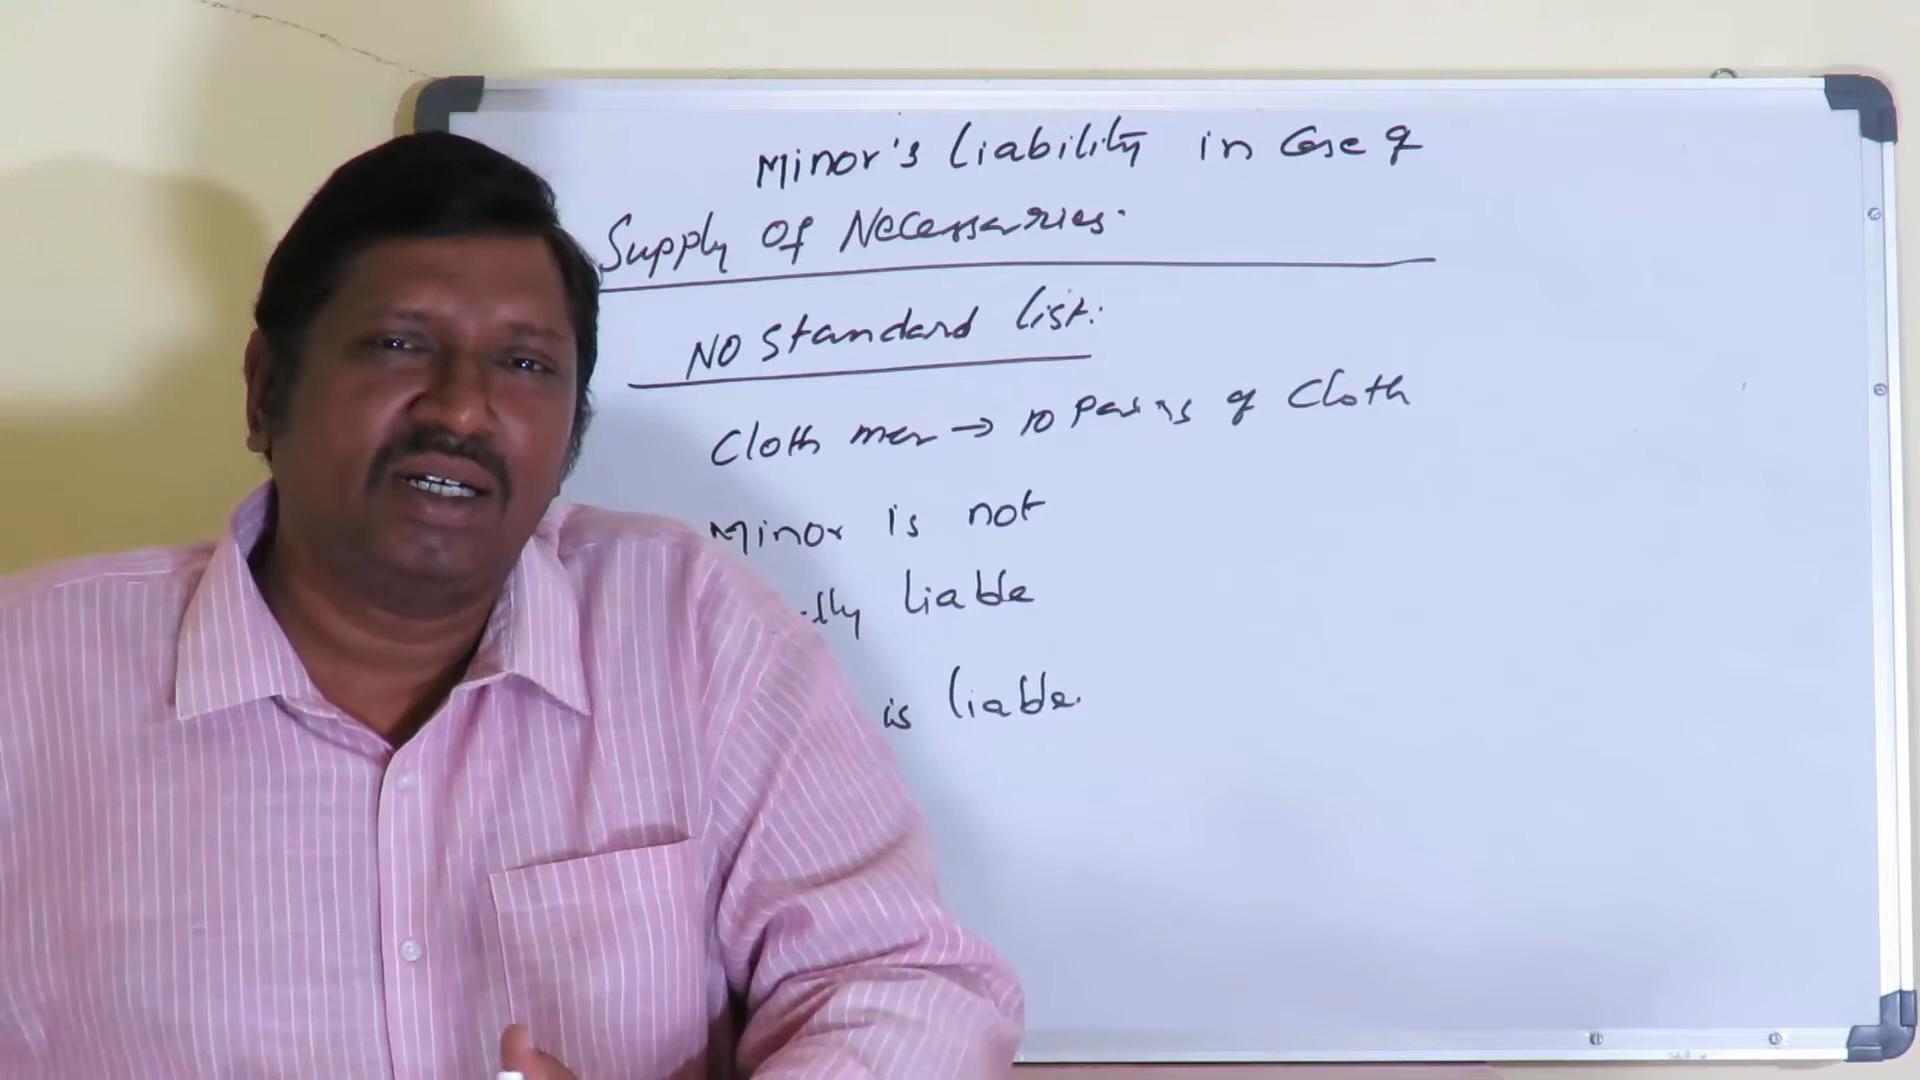 Minor's Liability in Case of
Supply Of Necessaries.
NO Standard list:
Cloth mer → 10 Pairs of Cloth
Minor is not
liable
is liable.